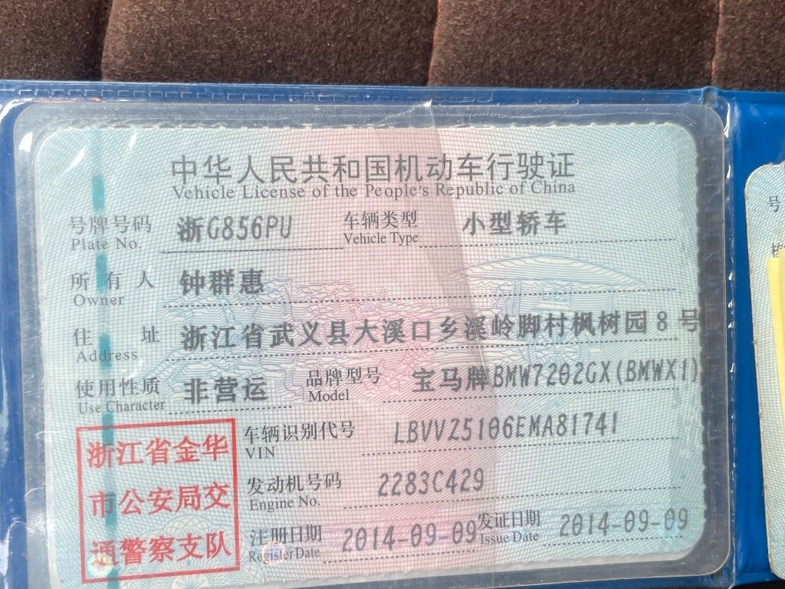 中华人民共和国机动车行驶证
Vehicle License of the People's Republic of China
号牌号码 浙G856PU 车辆类型 小型轿车
Plate No. Vehicle Type
所有人 钟群惠
Owner
住址 浙江省武义县大溪口乡溪岭脚村枫树园8号
Address
使用性质 非营运 品牌型号 宝马牌BMW7202GX(BMWX1)
Use Character Model
浙江省金华
市公安局交
通警察支队
车辆识别代号 LBVVZ5106EMA81741
VIN
发动机号码 2283C429
Engine No.
注册日期 2014-09-09 发证日期 2014-09-09
Register Date Issue Date
号